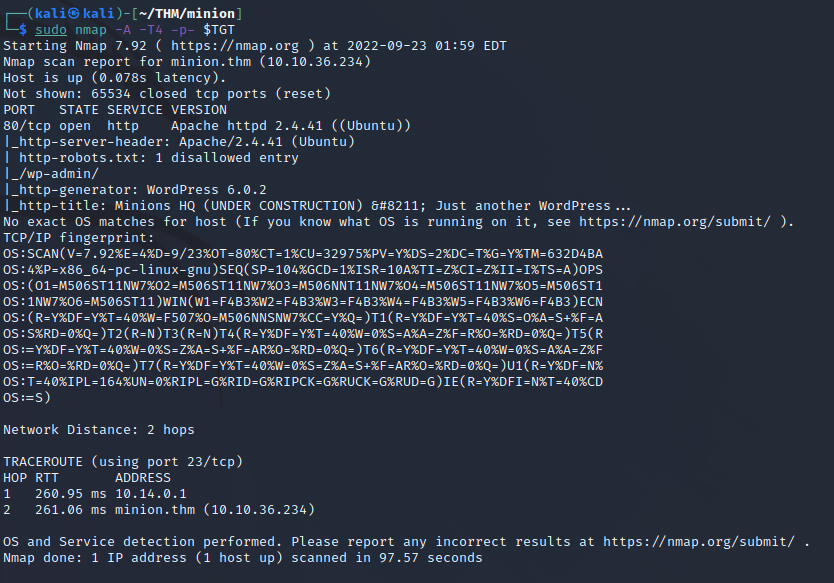 ┌──(kali㉿kali)-[~/THM/minion]
└─$ sudo nmap -A -T4 -p- $TGT
Starting Nmap 7.92 ( https://nmap.org ) at 2022-09-23 01:59 EDT
Nmap scan report for minion.thm (10.10.36.234)
Host is up (0.078s latency).
Not shown: 65534 closed tcp ports (reset)
PORT   STATE SERVICE VERSION
80/tcp open  http    Apache httpd 2.4.41 ((Ubuntu))
|_http-server-header: Apache/2.4.41 (Ubuntu)
| http-robots.txt: 1 disallowed entry
|_/wp-admin/
|_http-generator: WordPress 6.0.2
|_http-title: Minions HQ (UNDER CONSTRUCTION) &#8211; Just another WordPress ...
No exact OS matches for host (If you know what OS is running on it, see https://nmap.org/submit/ ).
TCP/IP fingerprint:
OS:SCAN(V=7.92%E=4%D=9/23%OT=80%CT=1%CU=32975%PV=Y%DS=2%DC=T%G=Y%TM=632D4BA
OS:4%P=x86_64-pc-linux-gnu)SEQ(SP=104%GCD=1%ISR=10A%TI=Z%CI=Z%II=I%TS=A)OPS
OS:(O1=M506ST11NW7%O2=M506ST11NW7%O3=M506NNT11NW7%O4=M506ST11NW7%O5=M506ST1
OS:1NW7%O6=M506ST11)WIN(W1=F4B3%W2=F4B3%W3=F4B3%W4=F4B3%W5=F4B3%W6=F4B3)ECN
OS:(R=Y%DF=Y%T=40%W=F507%O=M506NNSNW7%CC=Y%Q=)T1(R=Y%DF=Y%T=40%S=O%A=S+%F=A
OS:S%RD=0%Q=)T2(R=N)T3(R=N)T4(R=Y%DF=Y%T=40%W=0%S=A%A=Z%F=R%O=%RD=0%Q=)T5(R
OS:=Y%DF=Y%T=40%W=0%S=Z%A=S+%F=AR%O=%RD=0%Q=)T6(R=Y%DF=Y%T=40%W=0%S=A%A=Z%F
OS:=R%O=%RD=0%Q=)T7(R=Y%DF=Y%T=40%W=0%S=Z%A=S+%F=AR%O=%RD=0%Q=)U1(R=Y%DF=N%
OS:T=40%IPL=164%UN=0%RIPL=G%RID=G%RIPCK=G%RUCK=G%RUD=G)IE(R=Y%DFI=N%T=40%CD
OS:=S)
Network Distance: 2 hops
TRACEROUTE (using port 23/tcp)
HOP RTT       ADDRESS
1   260.95 ms 10.14.0.1
2   261.06 ms minion.thm (10.10.36.234)
OS and Service detection performed. Please report any incorrect results at https://nmap.org/submit/ .
Nmap done: 1 IP address (1 host up) scanned in 97.57 seconds